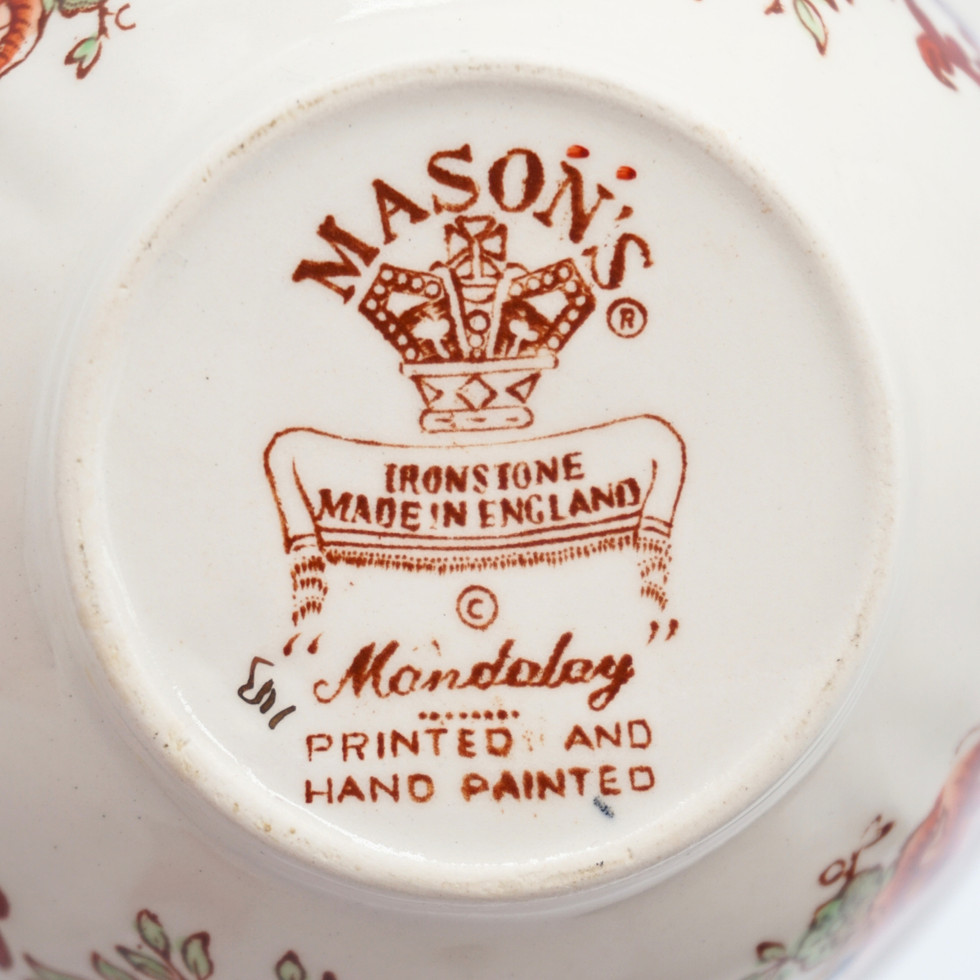 MASON'S
®
IRONSTONE
MADE IN ENGLAND
©
"Mandalay"
PRINTED AND
HAND PAINTED